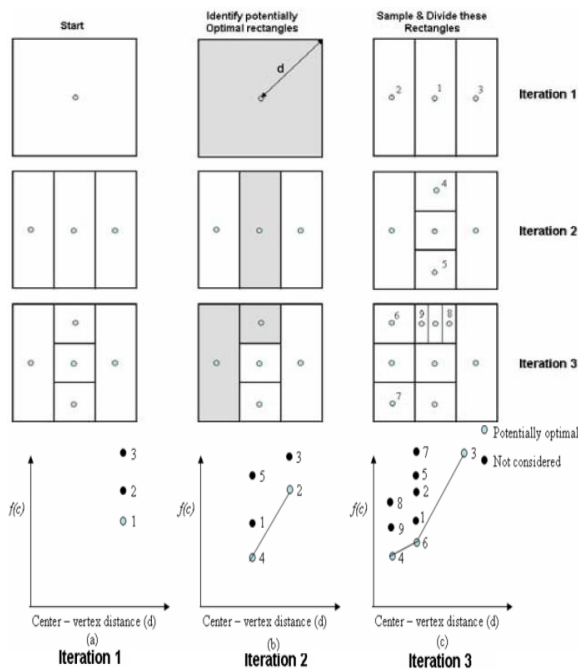 Start
Identify potentially
Optimal rectangles
Sample & Divide these
Rectangles
d
2 1 3
Iteration 1
4
5
Iteration 2
6 9 8
7
Iteration 3
Potentially optimal
Not considered
f(c)
3
2
1
Center – vertex distance (d)
(a)
Iteration 1
f(c)
3
5
2
1
4
Center – vertex distance (d)
(b)
Iteration 2
f(c)
7
3
5
2
8
1
9
6
4
Center – vertex distance (d)
(c)
Iteration 3